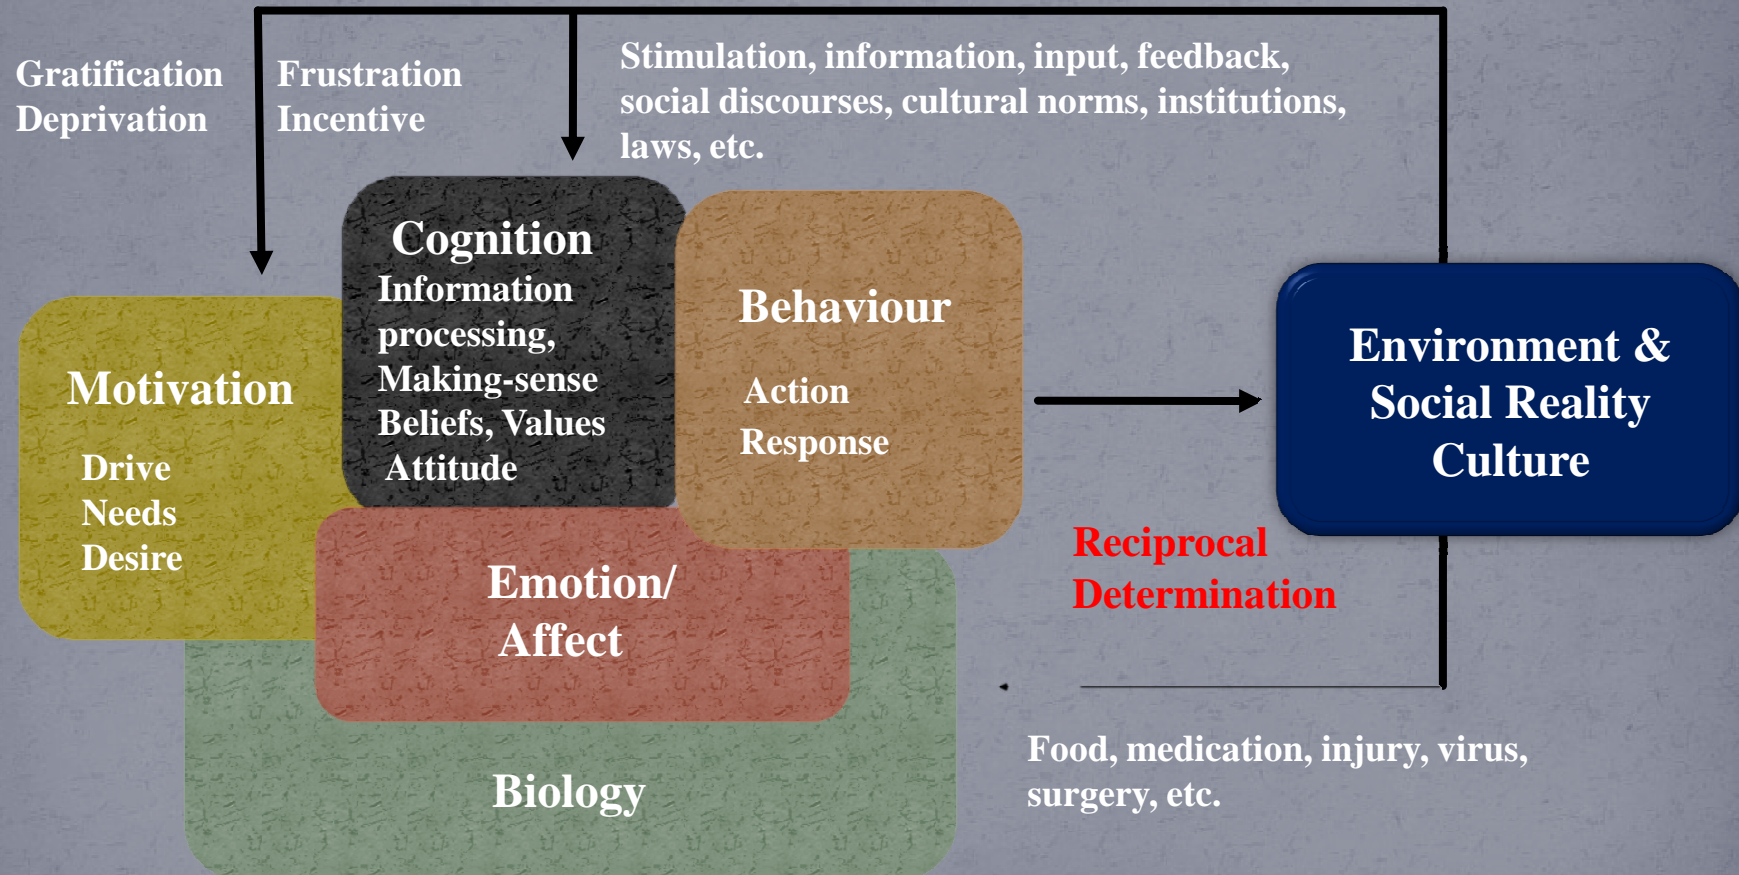 Gratification
Deprivation
Frustration
Incentive
Stimulation, information, input, feedback,
social discourses, cultural norms, institutions,
laws, etc.
Cognition
Information
processing,
Making-sense
Beliefs, Values
Attitude
Behaviour
Action
Response
Motivation
Drive
Needs
Desire
Environment &
Social Reality
Culture
Emotion/
Affect
Reciprocal
Determination
Biology
Food, medication, injury, virus,
surgery, etc.